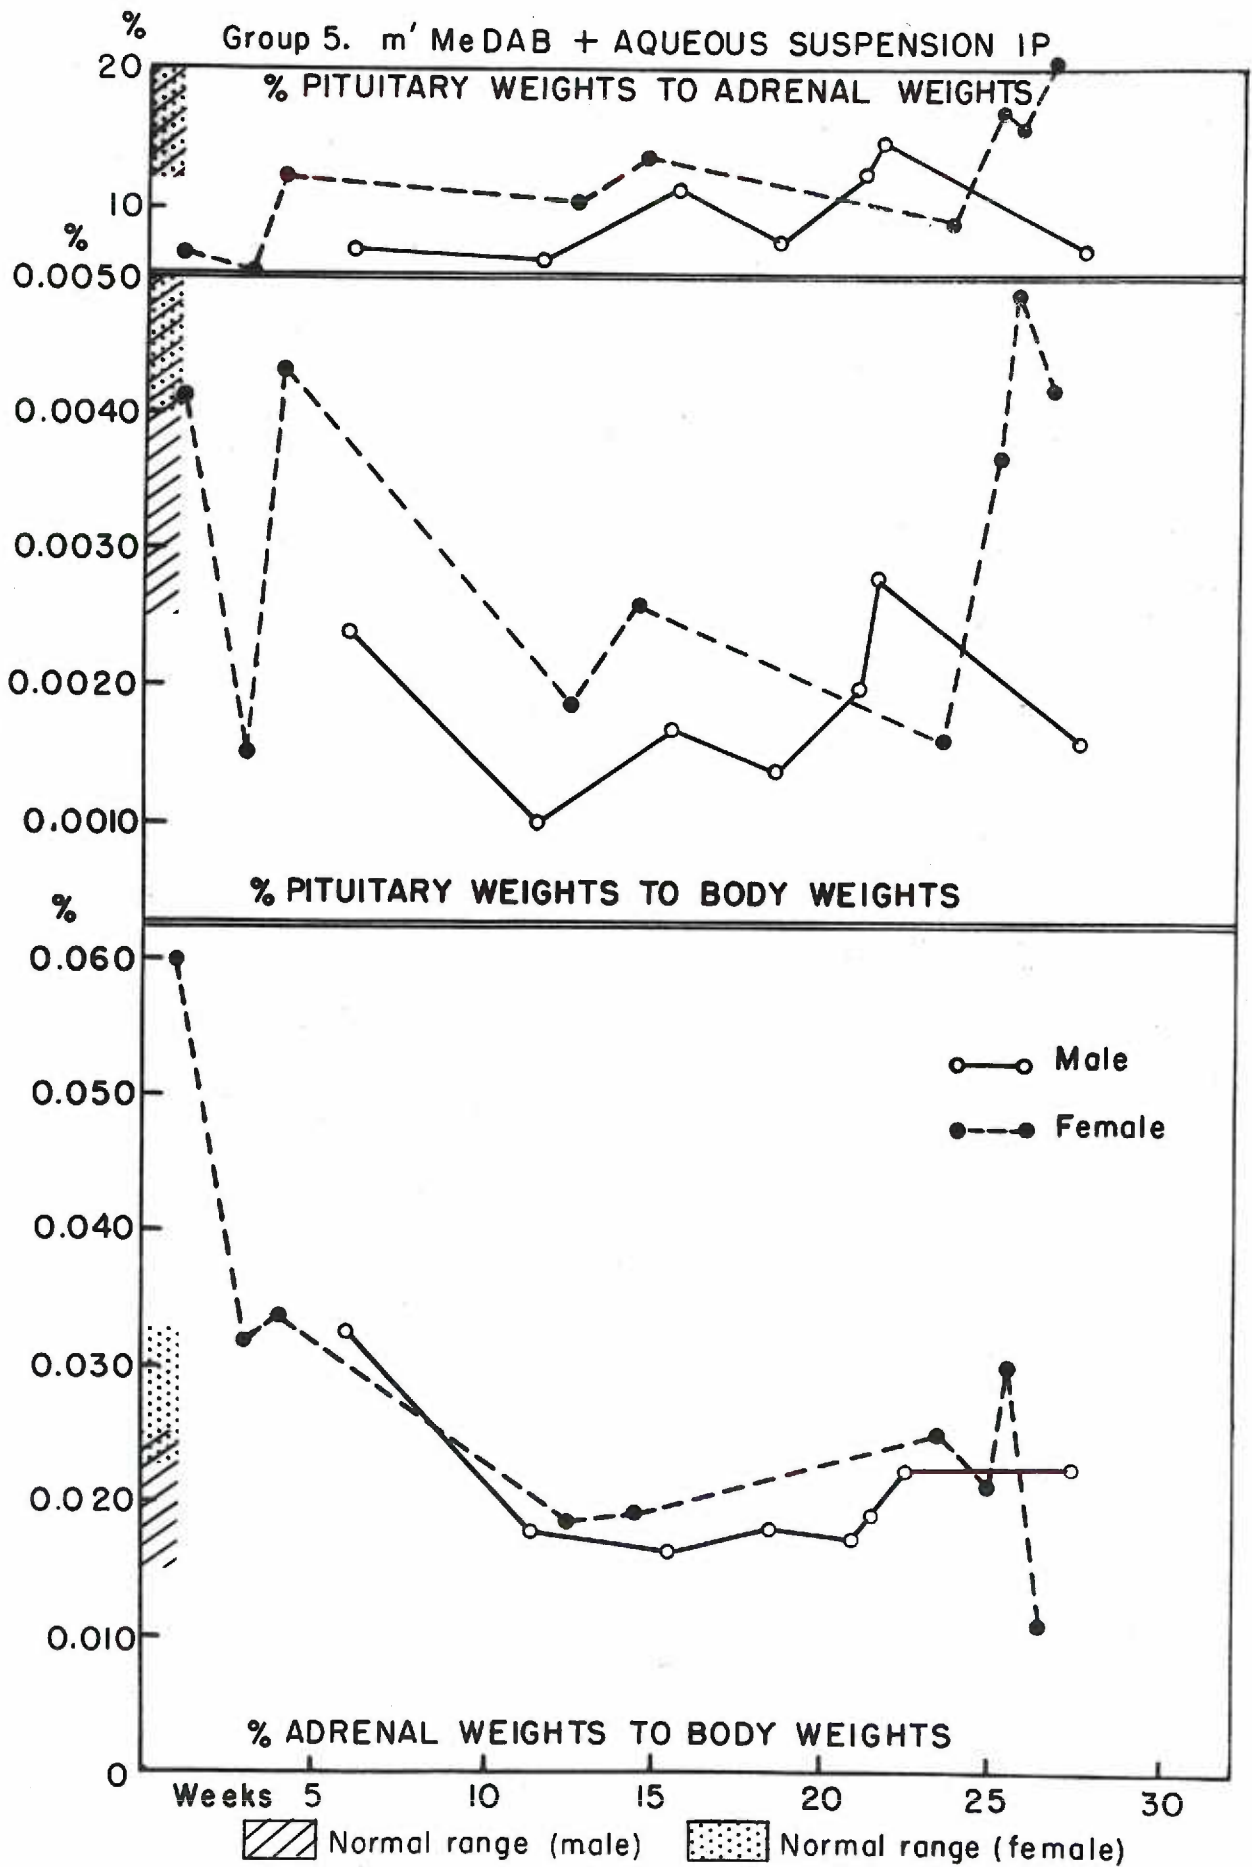 %
Group 5. m' MeDAB + AQUEOUS SUSPENSION IP
20
% PITUITARY WEIGHTS TO ADRENAL WEIGHTS
10
%
0.0050
0.0040
0.0030
0.0020
0.0010
% PITUITARY WEIGHTS TO BODY WEIGHTS
%
0.060
Male
0.050
Female
0.040
0.030
0.020
0.010
% ADRENAL WEIGHTS TO BODY WEIGHTS
0
Weeks 5 10 15 20 25 30
Normal range (male) Normal range (female)